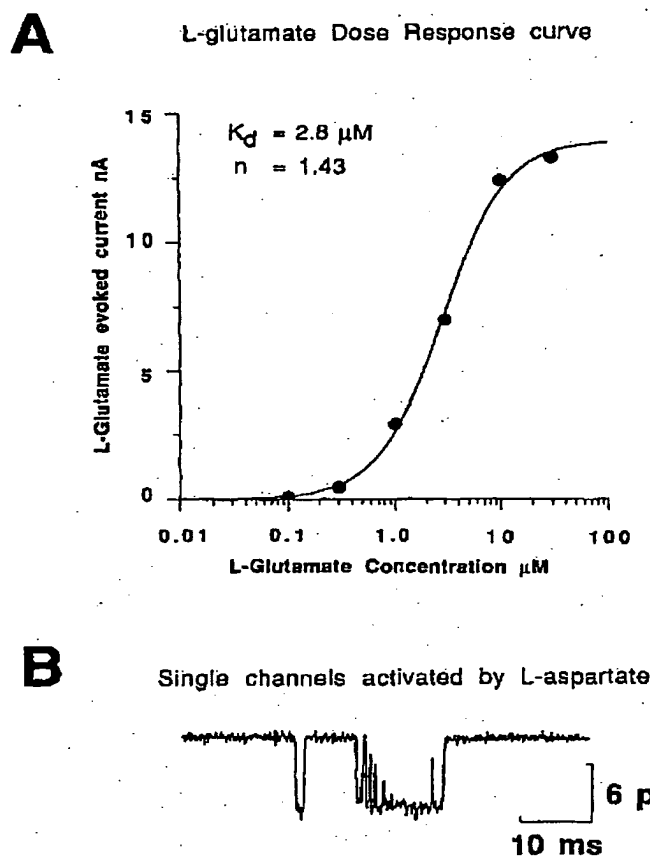 A
L-glutamate Dose Response curve
15
K_d = 2.8 µM
n = 1.43
10
5
0
L-Glutamate evoked current nA
0.01 0.1 1.0 10 100
L-Glutamate Concentration µM
B
Single channels activated by L-aspartate
6 p
10 ms